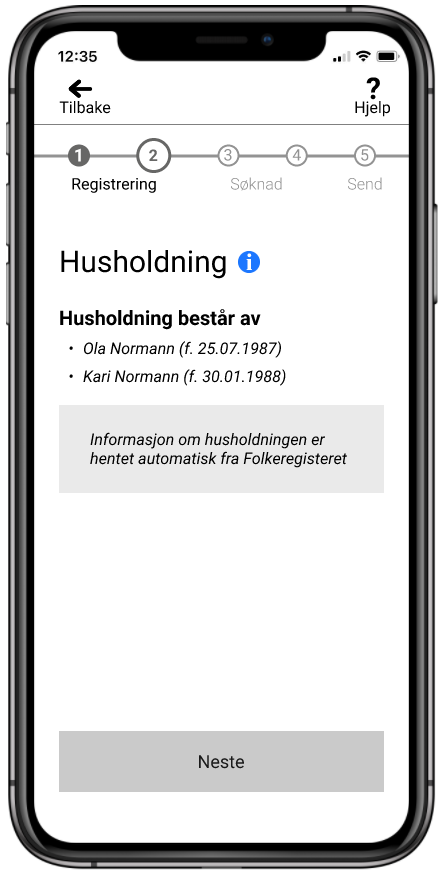 12:35
Tilbake
?
Hjelp
1 2 3 4 5
Registrering Søknad Send
Husholdning i
Husholdning består av
• Ola Normann (f. 25.07.1987)
• Kari Normann (f. 30.01.1988)
Informasjon om husholdningen er
hentet automatisk fra Folkeregisteret
Neste